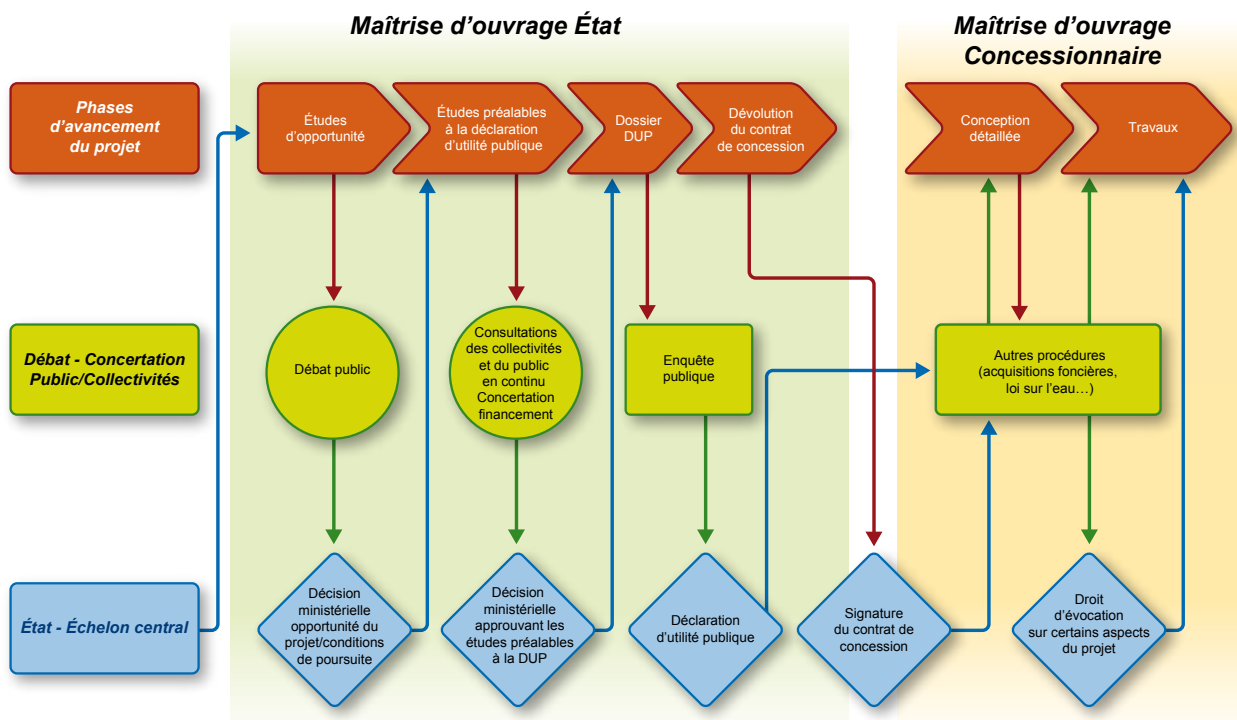 Maîtrise d'ouvrage État
Maîtrise d'ouvrage
Concessionnaire
Phases
d'avancement
du projet
Études
d'opportunité
Études préalables
à la déclaration
d'utilité publique
Dossier
DUP
Dévolution
du contrat
de concession
Conception
détaillée
Travaux
Débat - Concertation
Public/Collectivités
Débat public
Consultations
des collectivités
et du public
en continu
Concertation
financement
Enquête
publique
Autres procédures
(acquisitions foncières,
loi sur l'eau…)
État - Échelon central
Décision
ministérielle
opportunité du
projet/conditions
de poursuite
Décision
ministérielle
approuvant les
études préalables
à la DUP
Déclaration
d'utilité publique
Signature
du contrat de
concession
Droit
d'évocation
sur certains aspects
du projet